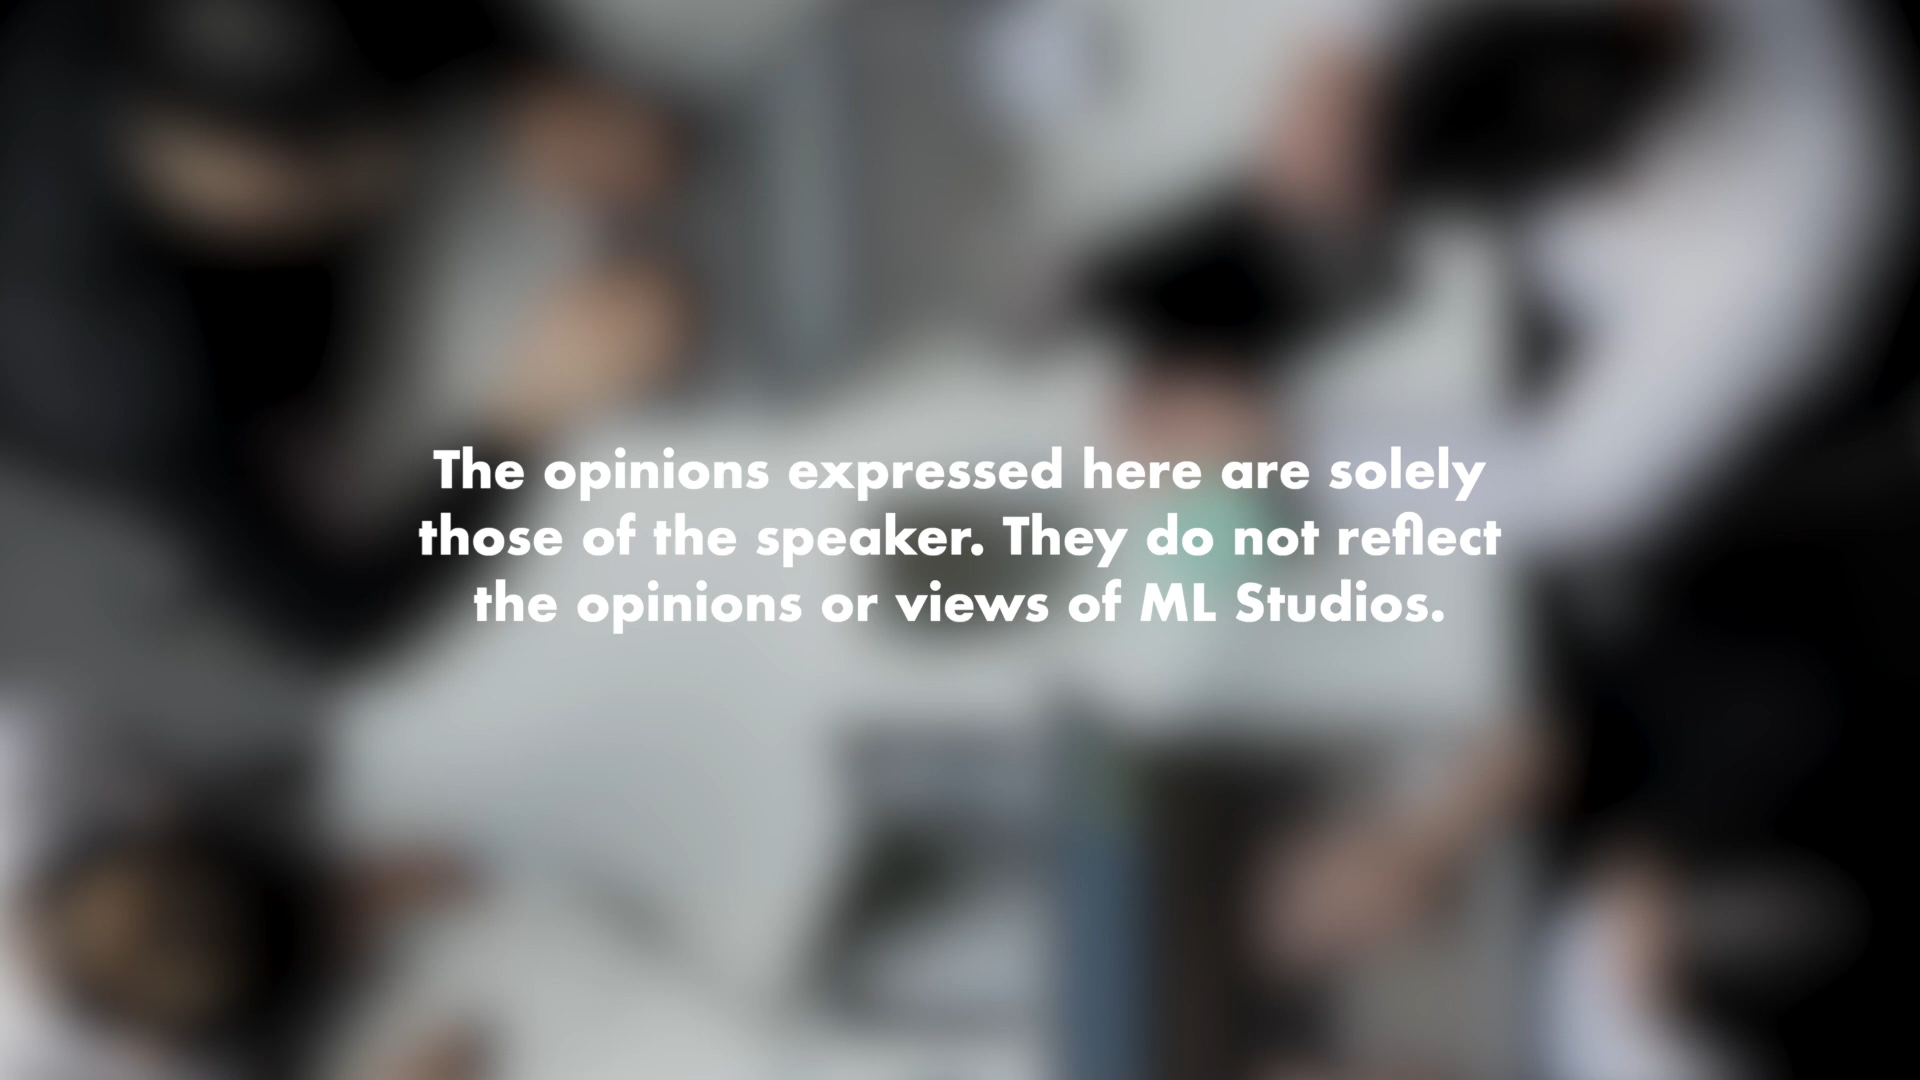 The opinions expressed here are solely
those of the speaker. They do not reflect
the opinions or views of ML Studios.